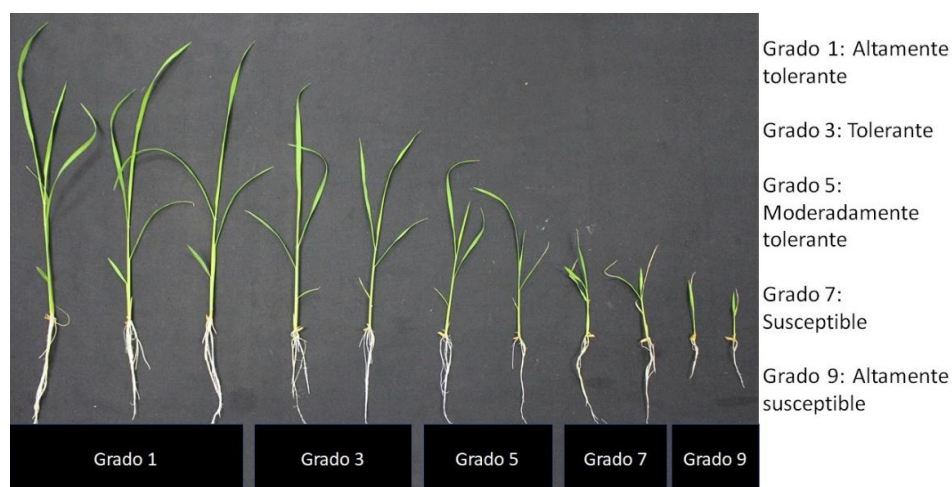 Grado 1: Altamente
tolerante
Grado 3: Tolerante
Grado 5:
Moderadamente
tolerante
Grado 7:
Susceptible
Grado 9: Altamente
susceptible
Grado 1
Grado 3
Grado 5
Grado 7
Grado 9